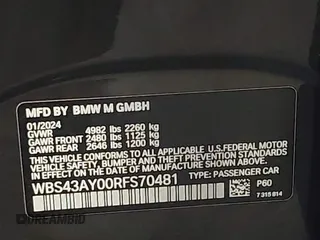 MFD BY BMW M GMBH
01/2024
GVWR 4982 lbs 2260 kg
GAWR FRONT 2480 lbs 1125 kg
GAWR REAR 2646 lbs 1200 kg
THIS VEHICLE CONFORMS TO ALL APPLICABLE U.S. FEDERAL MOTOR
VEHICLE SAFETY, BUMPER, AND THEFT PREVENTION STANDARDS
IN EFFECT ON THE DATE OF MANUFACTURE SHOWN ABOVE.
WBS43AY00RFS70481 TYPE: PASSENGER CAR
P60
7 315 814
DREAMBID